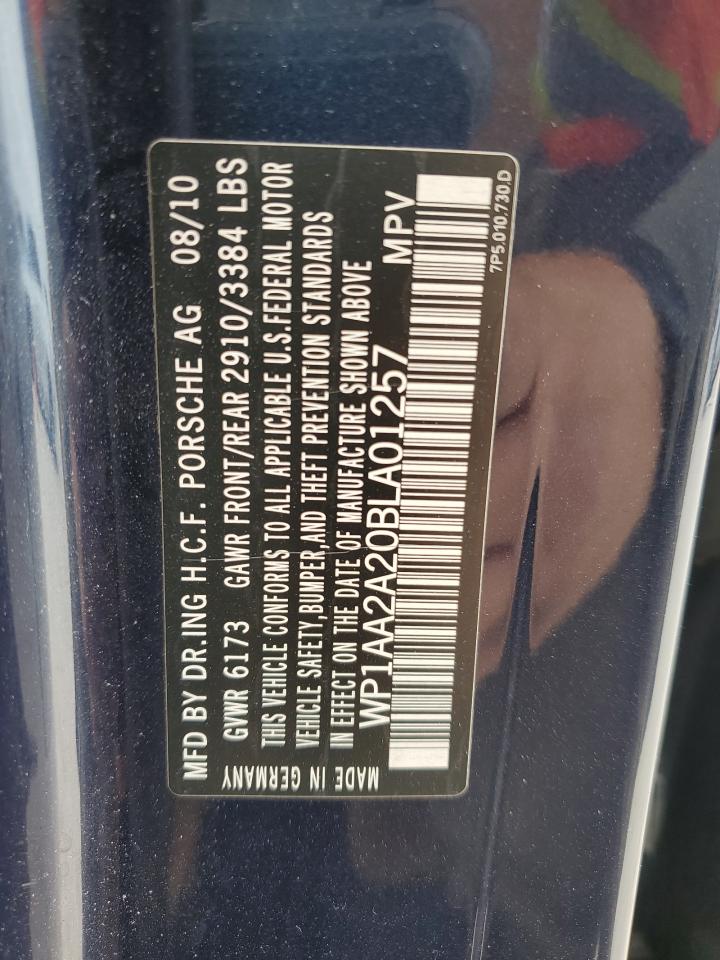 MFD BY DR.ING H.C.F. PORSCHE AG 08/10
GVWR 6173 GAWR FRONT/REAR 2910/3384 LBS
THIS VEHICLE CONFORMS TO ALL APPLICABLE U.S.FEDERAL MOTOR
VEHICLE SAFETY,BUMPER,AND THEFT PREVENTION STANDARDS
IN EFFECT ON THE DATE OF MANUFACTURE SHOWN ABOVE
WP1AA2A20BLA01257 MPV
MADE IN GERMANY
7P5.010.730.D